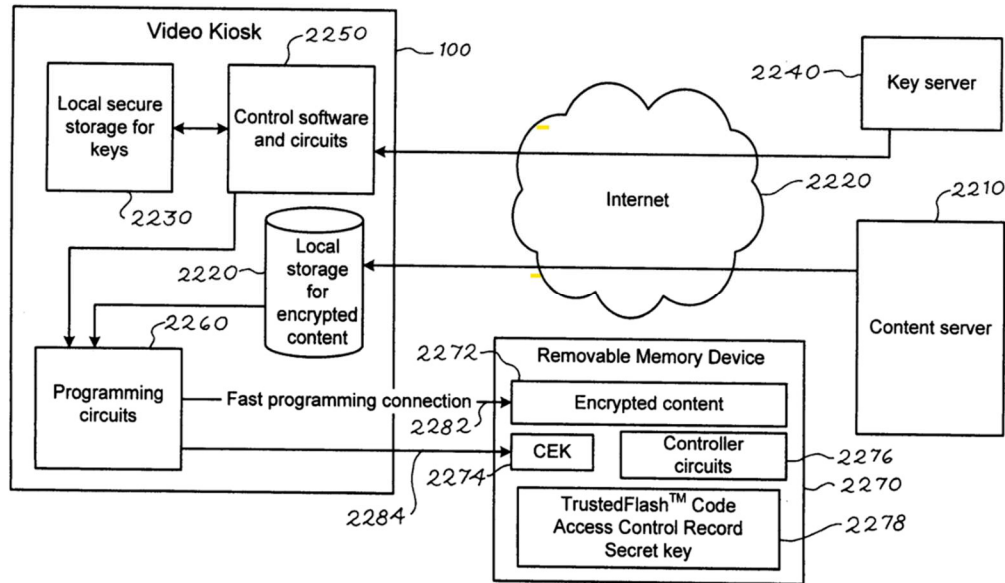 Video Kiosk
2250
100
Local secure
storage for
keys
Control software
and circuits
2230
2240
Key server
Internet
2220
2210
Content server
2220
Local
storage for
encrypted
content
2260
Programming
circuits
Fast programming connection
2282
2284
Removable Memory Device
2272
Encrypted content
CEK
2274
Controller
circuits
2276
2270
TrustedFlash™ Code
Access Control Record
Secret key
2278